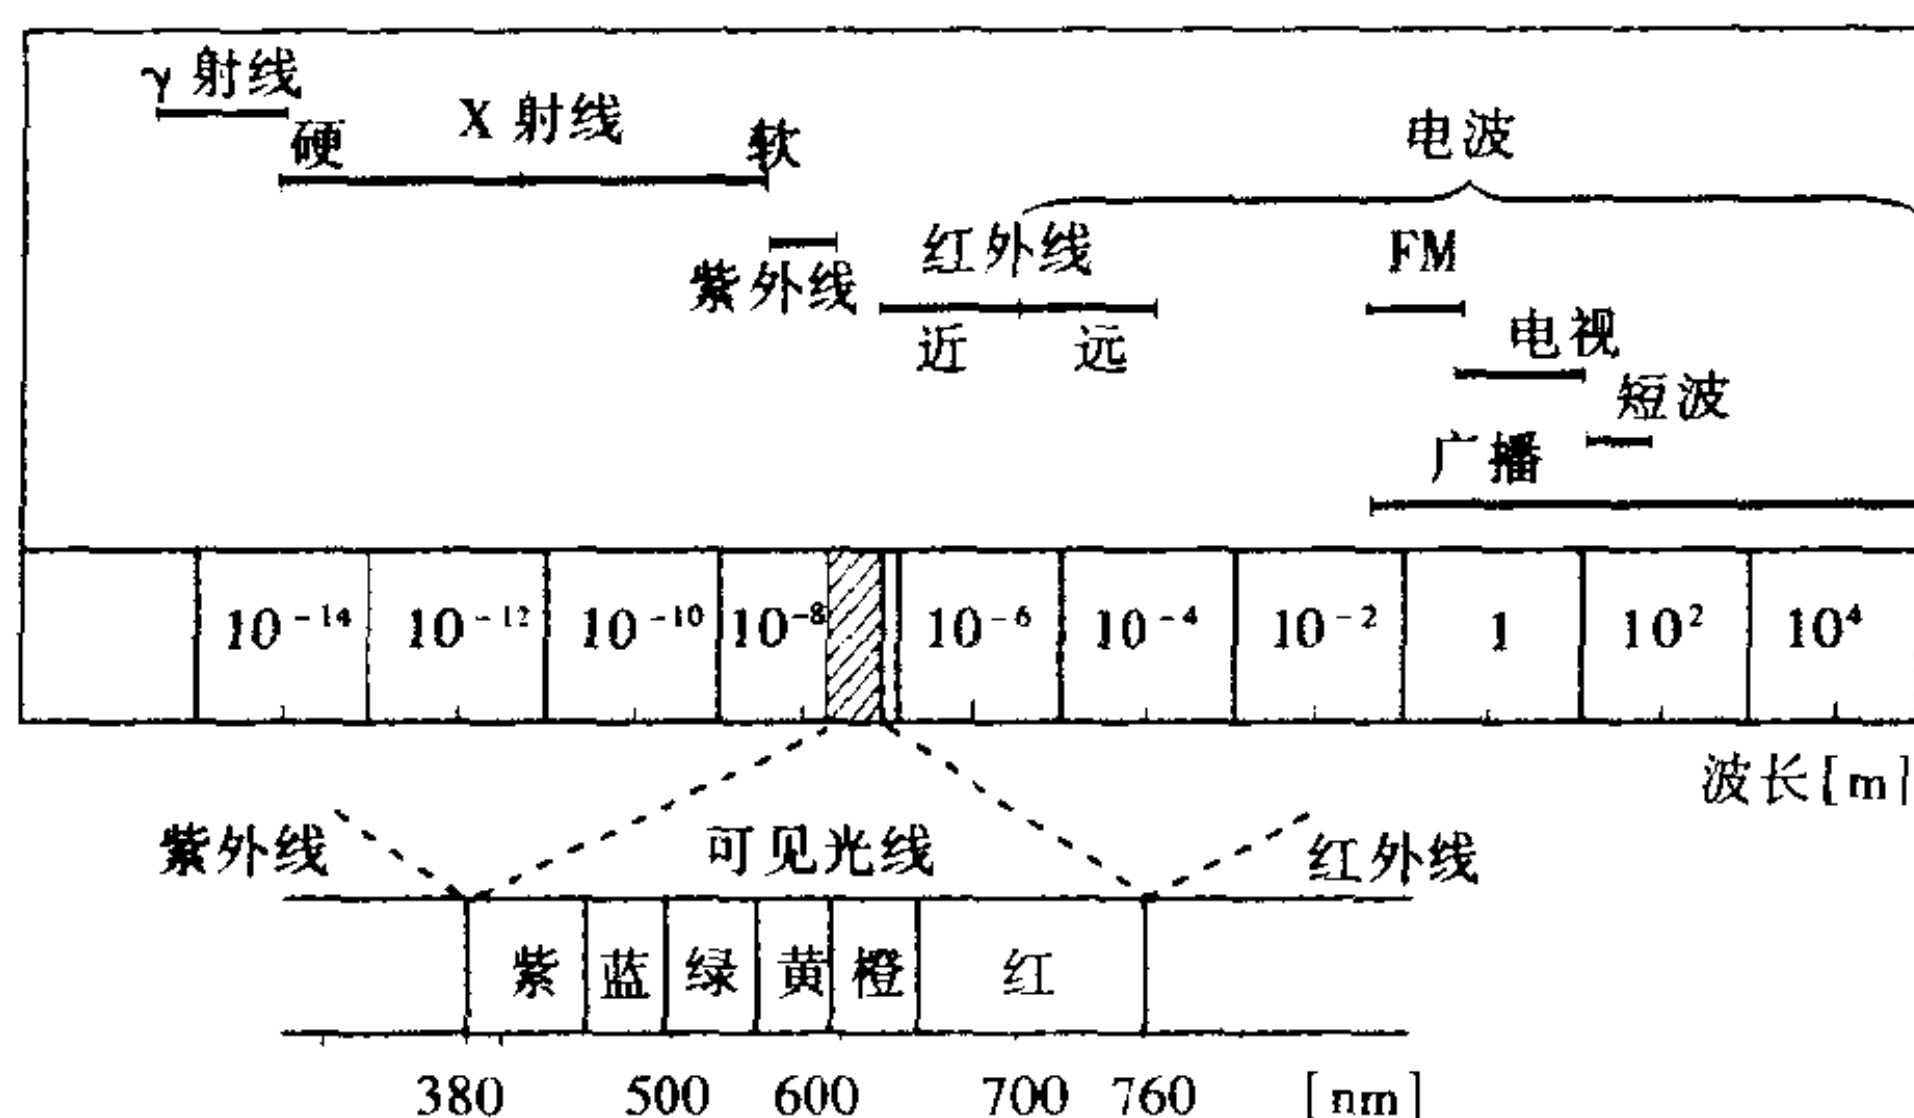 γ 射线
硬 X 射线 软
电波
紫外线 红外线 FM
近 远
电视
短波
广播
10⁻¹⁴ 10⁻¹² 10⁻¹⁰ 10⁻⁸ 10⁻⁶ 10⁻⁴ 10⁻² 1 10² 10⁴
波长[m]
紫外线 可见光线 红外线
紫 蓝 绿 黄 橙 红
380 500 600 700 760 [nm]